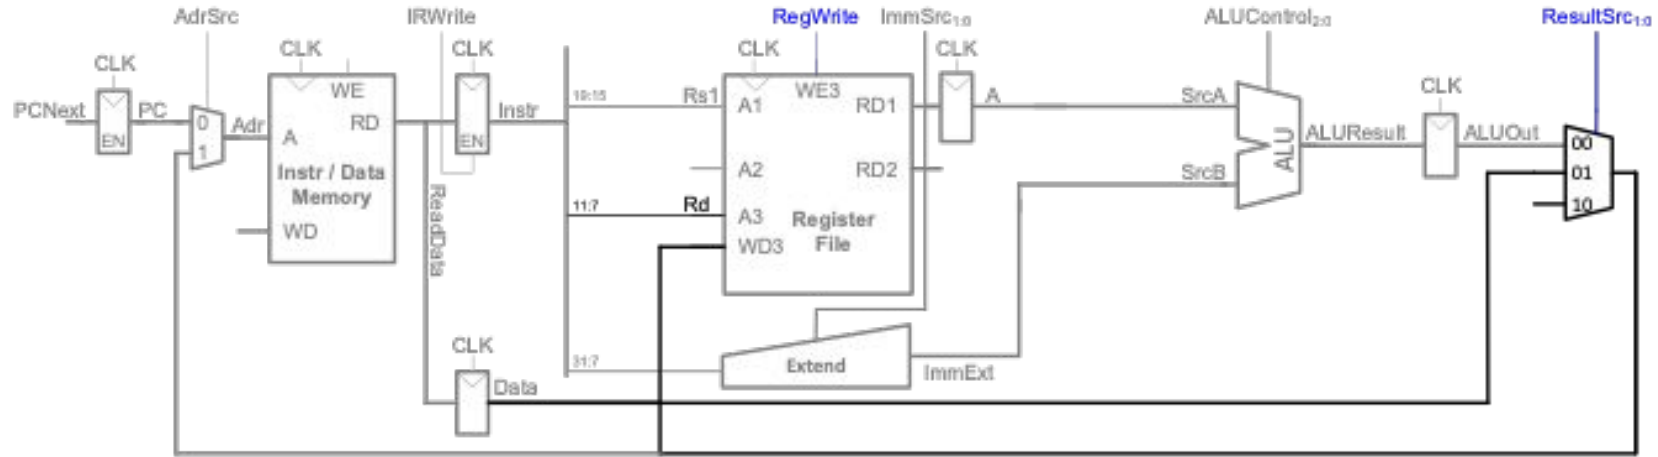 AdrSrc IRWrite RegWrite ImmSrc1:0 ALUControl2:0 ResultSrc1:0
CLK CLK CLK CLK CLK CLK
CLK
PCNext PC EN
0
1
Adr
WE
RD
A
Instr / Data
Memory
WD
EN
Instr
ReadData
19:15 Rs1 A1 WE3 RD1 A SrcA
A2 RD2 SrcB
11:7 Rd A3
WD3
Register
File
ALU
ALUResult
ALUOut
00
01
10
31:7 Extend ImmExt
CLK
Data